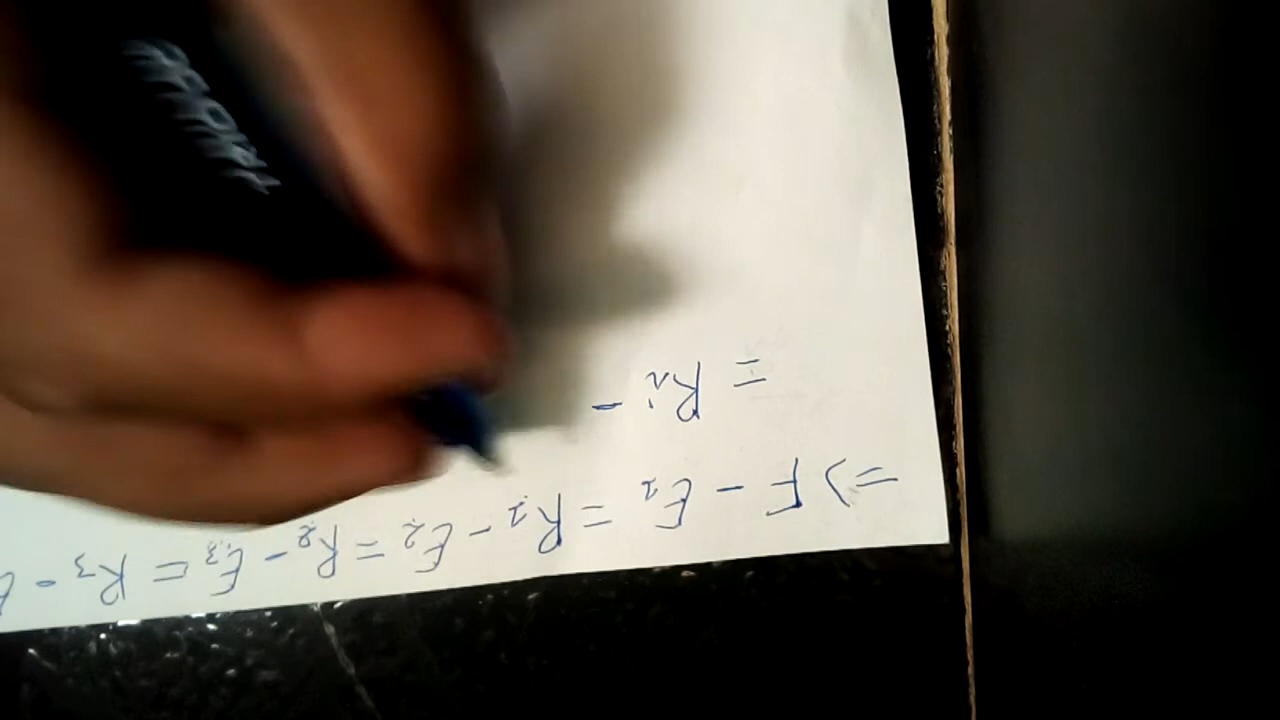 => F - E₁ = R₁ - E₂ = R₂ - E₃ = R₃ -
= Ri -